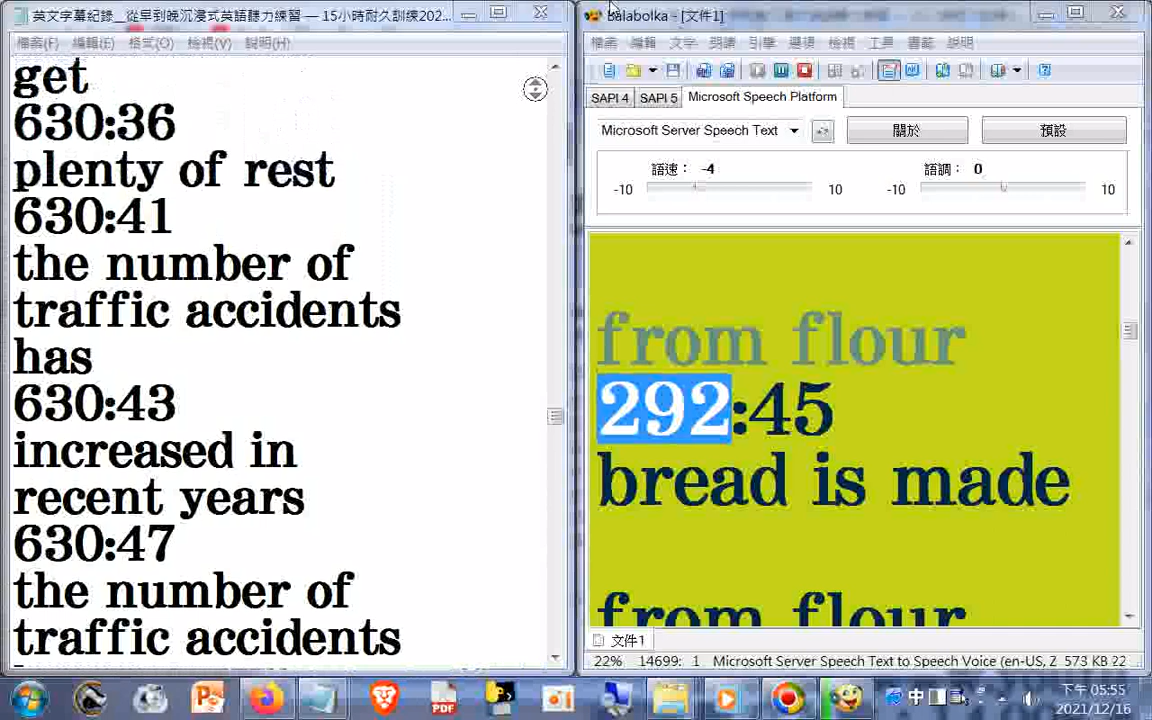 英文字幕紀錄__從早到晚沉浸式英語聽力練習 — 15小時耐久訓練202...
檔案(F) 編輯(E) 格式(O) 檢視(V) 說明(H)
get
630:36
plenty of rest
630:41
the number of
traffic accidents
has
630:43
increased in
recent years
630:47
the number of
traffic accidents
Balabolka - [文件1]
檔案 編輯 文字 閱讀 引擎 選項 檢視 工具 書籤 說明
SAPI 4 SAPI 5 Microsoft Speech Platform
Microsoft Server Speech Text 關於 預設
語速： -4 語調： 0
-10 10 -10 10
from flour
292:45
bread is made
from flour
文件1
22% 14699: 1 Microsoft Server Speech Text to Speech Voice (en-US, Z 573 KB 22
PDF
中
下午 05:55
2021/12/16